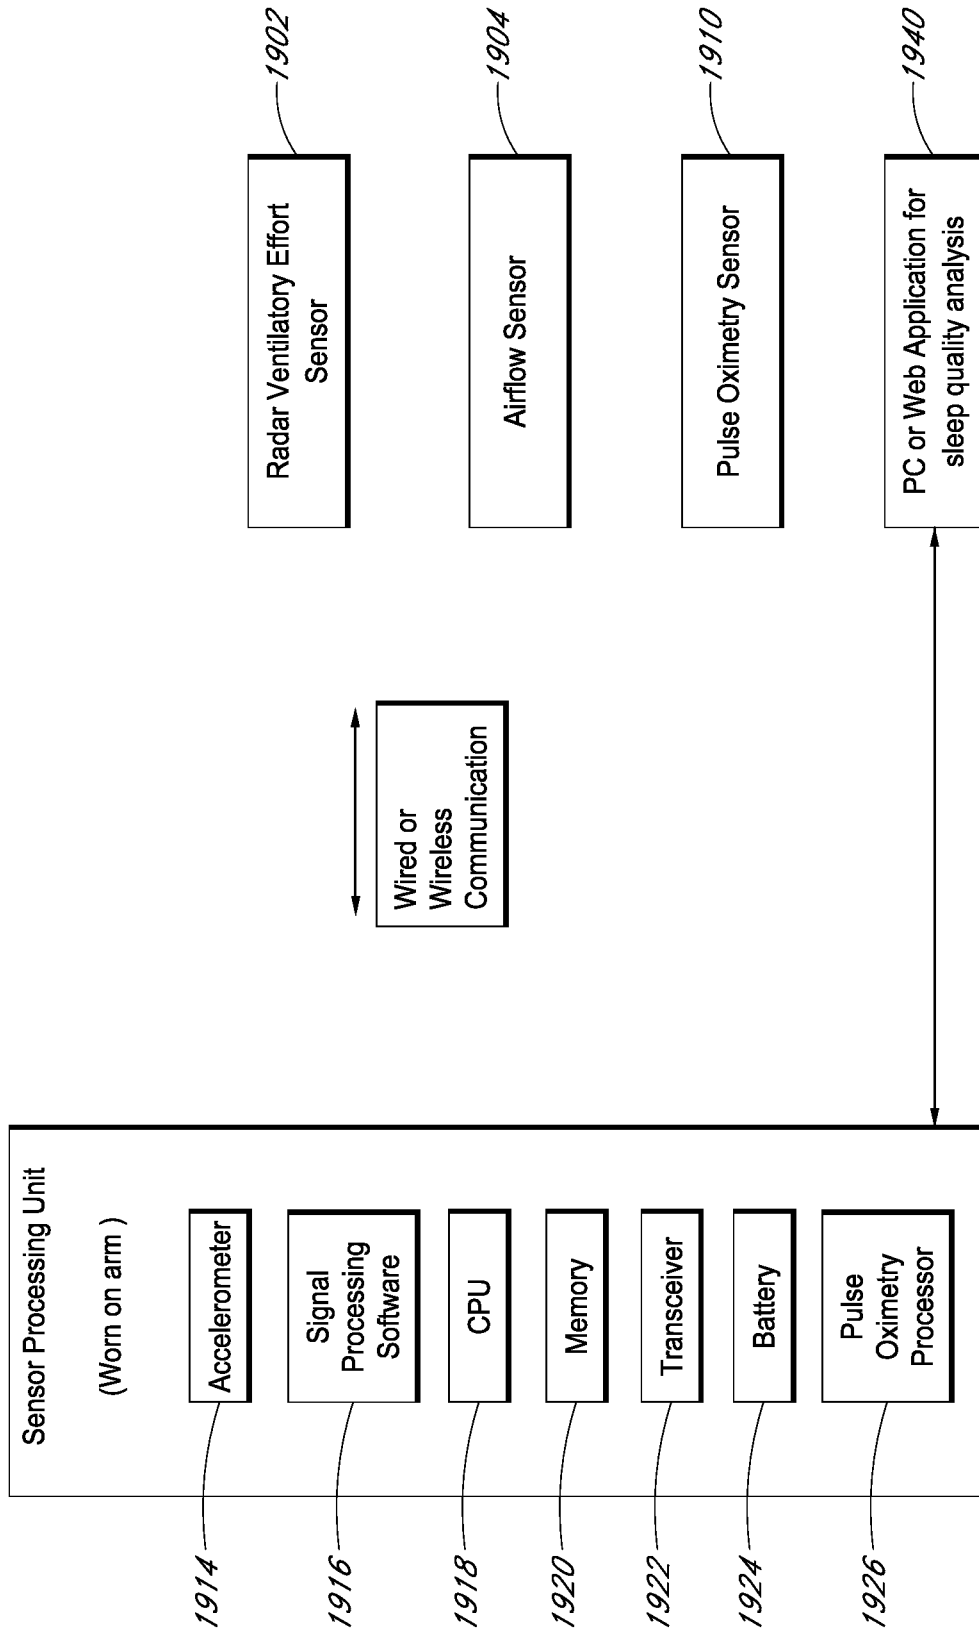 Sensor Processing Unit
(Worn on arm )
1914
Accelerometer
1916
Signal
Processing
Software
1918
CPU
1920
Memory
1922
Transceiver
1924
Battery
1926
Pulse
Oximetry
Processor
Wired or
Wireless
Communication
Radar Ventilatory Effort
Sensor
1902
Airflow Sensor
1904
Pulse Oximetry Sensor
1910
PC or Web Application for
sleep quality analysis
1940